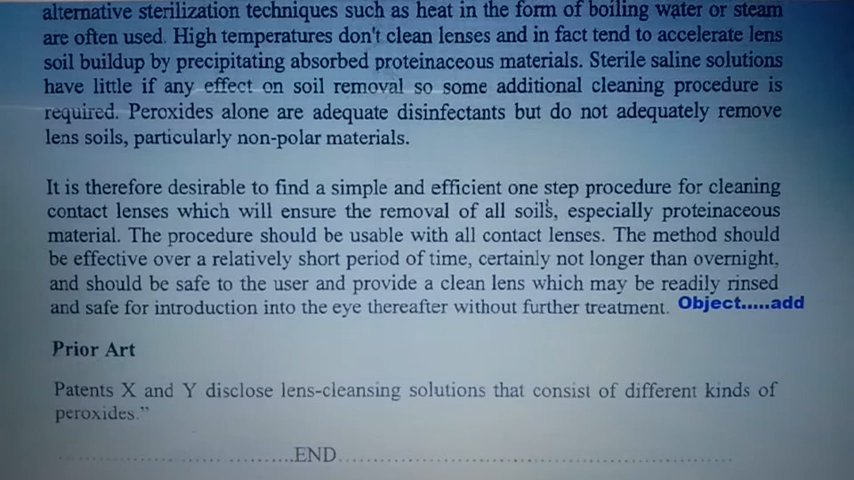 alternative sterilization techniques such as heat in the form of boiling water or steam
are often used. High temperatures don't clean lenses and in fact tend to accelerate lens
soil buildup by precipitating absorbed proteinaceous materials. Sterile saline solutions
have little if any effect on soil removal so some additional cleaning procedure is
required. Peroxides alone are adequate disinfectants but do not adequately remove
lens soils, particularly non-polar materials.
It is therefore desirable to find a simple and efficient one step procedure for cleaning
contact lenses which will ensure the removal of all soils, especially proteinaceous
material. The procedure should be usable with all contact lenses. The method should
be effective over a relatively short period of time, certainly not longer than overnight,
and should be safe to the user and provide a clean lens which may be readily rinsed
and safe for introduction into the eye thereafter without further treatment. Object.....add
Prior Art
Patents X and Y disclose lens-cleansing solutions that consist of different kinds of
peroxides.”
....................................END............................................................